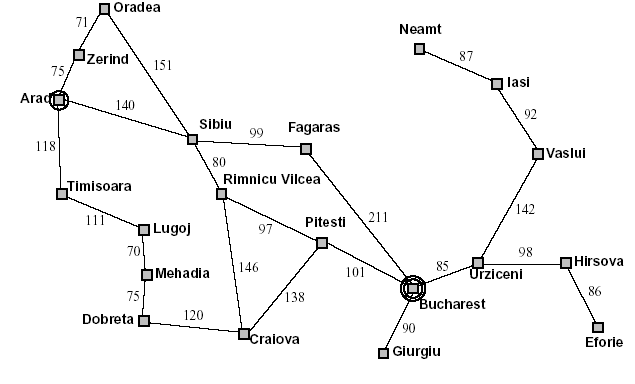 Oradea
71
Neamt
Zerind
87
75
151
Iasi
Arad
140
92
Sibiu
99
Fagaras
118
Vaslui
80
Timisoara
Rimnicu Vilcea
142
211
111
Lugoj
97
Pitesti
70
98
Hirsova
Mehadia
146
101
85
Urziceni
75
138
86
Bucharest
120
90
Dobreta
Craiova
Eforie
Giurgiu